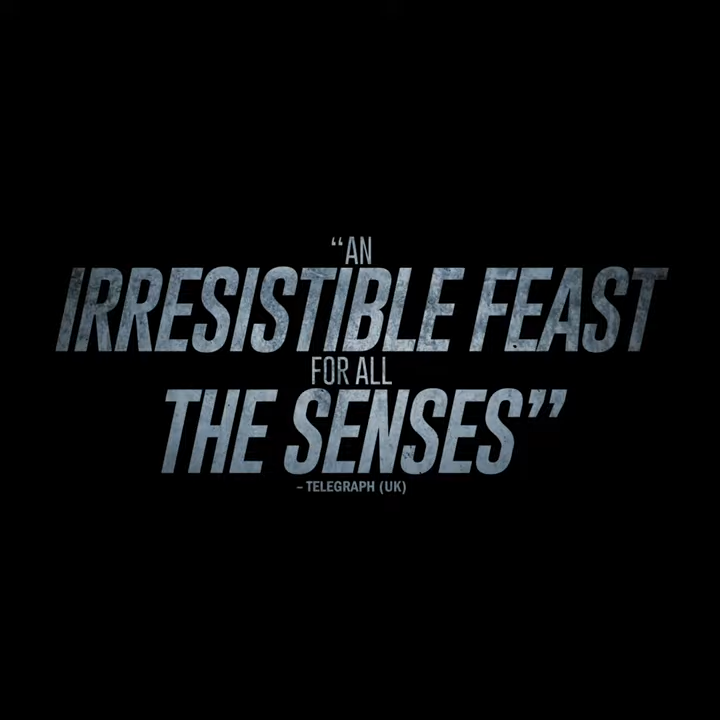 “AN
IRRESISTIBLE FEAST
FOR ALL
THE SENSES”
– TELEGRAPH (UK)